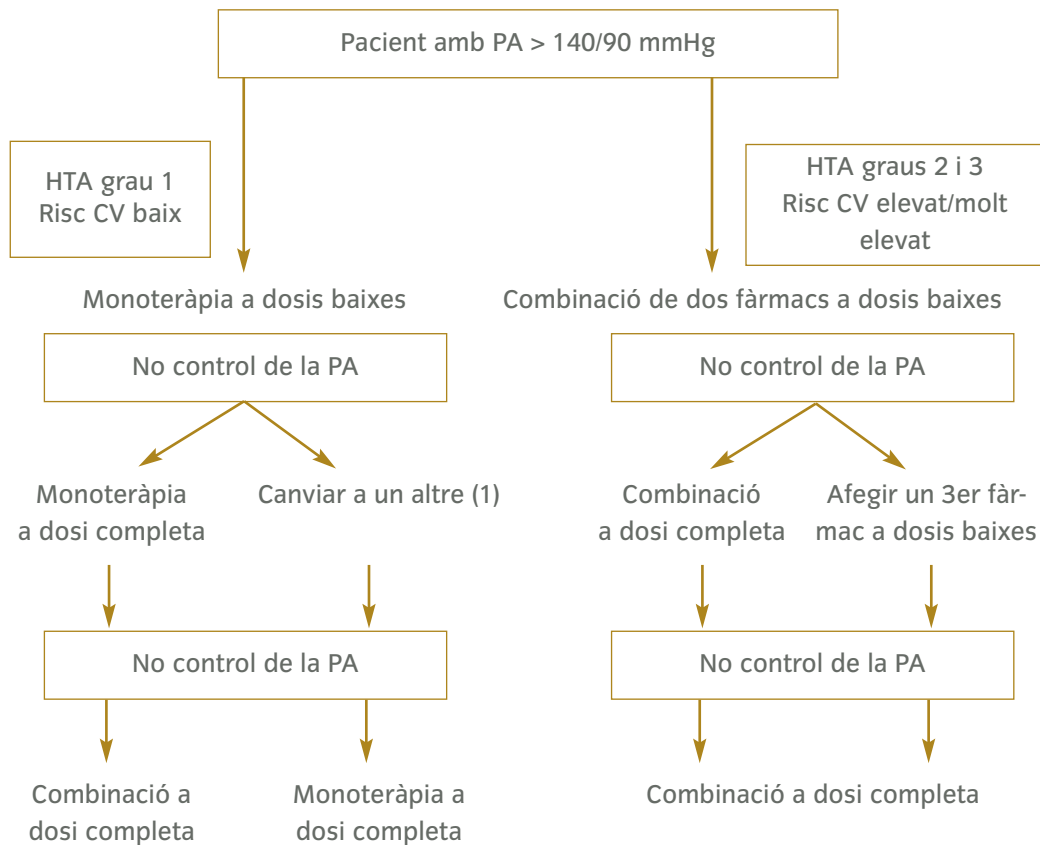 Pacient amb PA > 140/90 mmHg
HTA grau 1
Risc CV baix
HTA graus 2 i 3
Risc CV elevat/molt
elevat
Monoteràpia a dosis baixes
Combinació de dos fàrmacs a dosis baixes
No control de la PA
No control de la PA
Monoteràpia
a dosi completa
Canviar a un altre (1)
Combinació
a dosi completa
Afegir un 3er fàr-
mac a dosis baixes
No control de la PA
No control de la PA
Combinació a
dosi completa
Monoteràpia a
dosi completa
Combinació a dosi completa